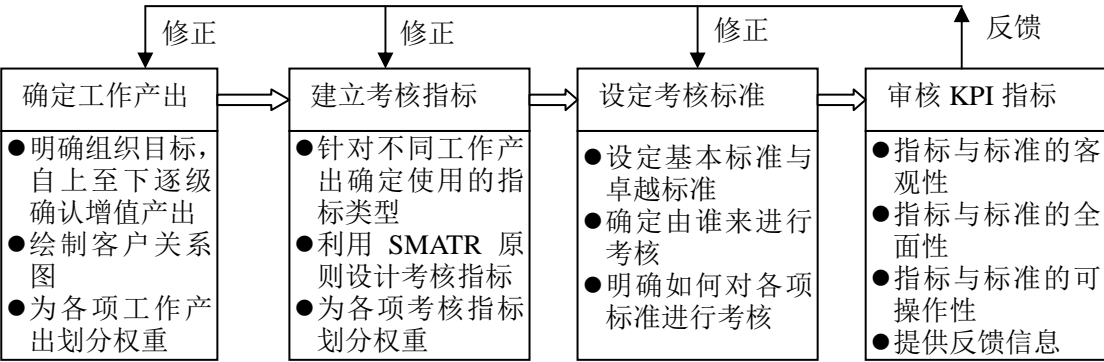 修正
修正
修正
反馈
确定工作产出
●明确组织目标，
自上至下逐级
确认增值产出
●绘制客户关系
图
●为各项工作产
出划分权重
建立考核指标
●针对不同工作产
出确定使用的指
标类型
●利用 SMATR 原
则设计考核指标
●为各项考核指标
划分权重
设定考核标准
●设定基本标准与
卓越标准
●确定由谁来进行
考核
●明确如何对各项
标准进行考核
审核 KPI 指标
●指标与标准的客
观性
●指标与标准的全
面性
●指标与标准的可
操作性
●提供反馈信息